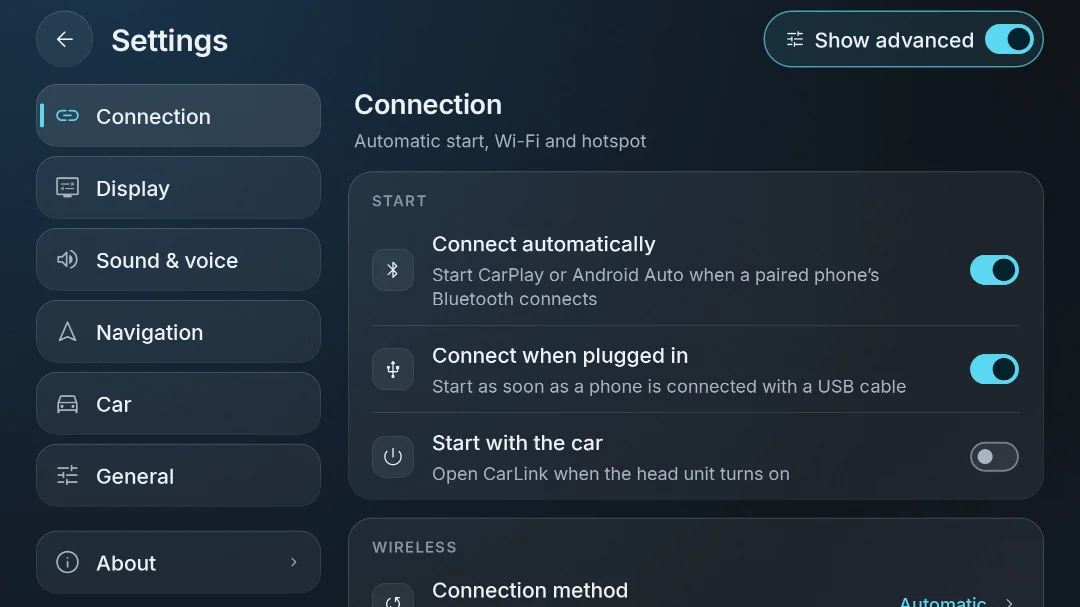 Settings
Show advanced
Connection
Display
Sound & voice
Navigation
Car
General
About
Connection
Automatic start, Wi-Fi and hotspot
START
Connect automatically
Start CarPlay or Android Auto when a paired phone’s
Bluetooth connects
Connect when plugged in
Start as soon as a phone is connected with a USB cable
Start with the car
Open CarLink when the head unit turns on
WIRELESS
Connection method
Automatic